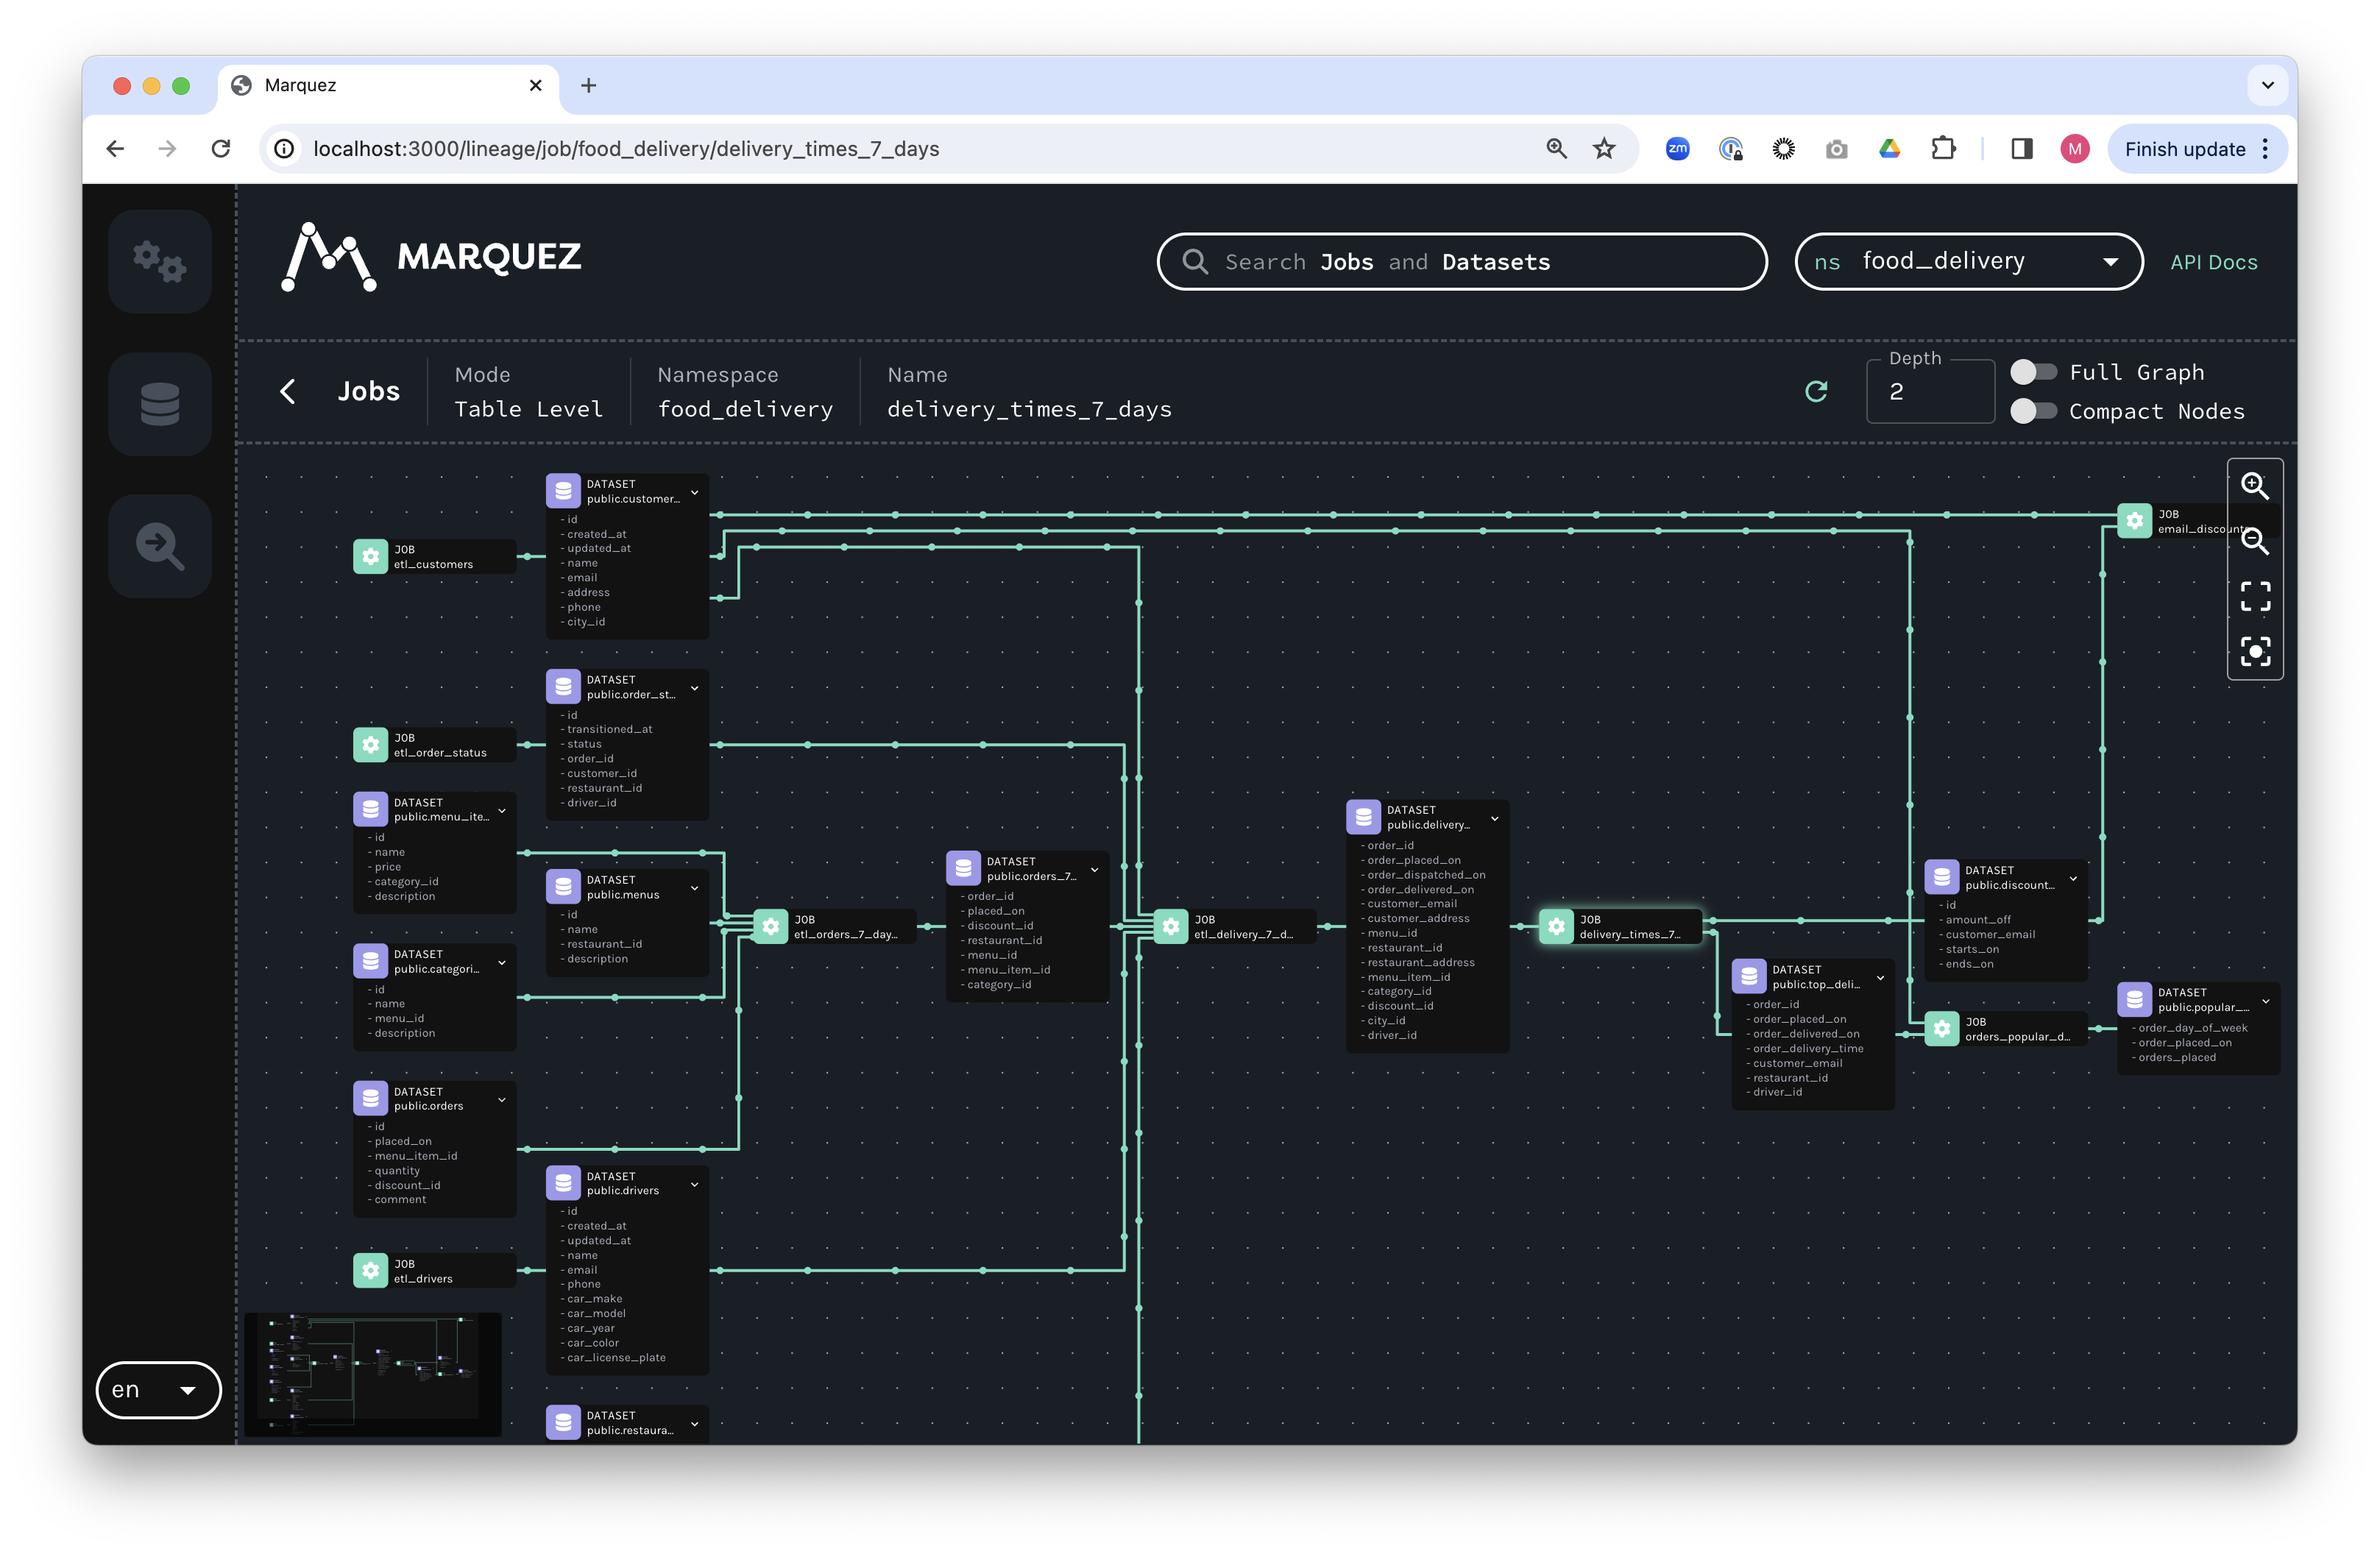 Marquez
localhost:3000/lineage/job/food_delivery/delivery_times_7_days
zm
M
Finish update
MARQUEZ
Search Jobs and Datasets
ns food_delivery
API Docs
Jobs
Mode
Table Level
Namespace
food_delivery
Name
delivery_times_7_days
Depth
2
Full Graph
Compact Nodes
DATASET
public.customer...
- id
- created_at
- updated_at
- name
- email
- address
- phone
- city_id
JOB
etl_customers
JOB
email_discounts
DATASET
public.order_st...
- id
- transitioned_at
- status
- order_id
- customer_id
- restaurant_id
- driver_id
JOB
etl_order_status
DATASET
public.menu_ite...
- id
- name
- price
- category_id
- description
DATASET
public.menus
- id
- name
- restaurant_id
- description
DATASET
public.categori...
- id
- name
- menu_id
- description
JOB
etl_orders_7_day...
DATASET
public.orders_7...
- order_id
- placed_on
- discount_id
- restaurant_id
- menu_id
- menu_item_id
- category_id
JOB
etl_delivery_7_d...
DATASET
public.delivery...
- order_id
- order_placed_on
- order_dispatched_on
- order_delivered_on
- customer_email
- customer_address
- menu_id
- restaurant_id
- restaurant_address
- menu_item_id
- category_id
- discount_id
- city_id
- driver_id
JOB
delivery_times_7...
DATASET
public.discount...
- id
- amount_off
- customer_email
- starts_on
- ends_on
DATASET
public.top_deli...
- order_id
- order_placed_on
- order_delivered_on
- order_delivery_time
- customer_email
- restaurant_id
- driver_id
JOB
orders_popular_d...
DATASET
public.popular_...
- order_day_of_week
- order_placed_on
- orders_placed
DATASET
public.orders
- id
- placed_on
- menu_item_id
- quantity
- discount_id
- comment
DATASET
public.drivers
- id
- created_at
- updated_at
- name
- email
- phone
- car_make
- car_model
- car_year
- car_color
- car_license_plate
JOB
etl_drivers
DATASET
public.restaura...
en